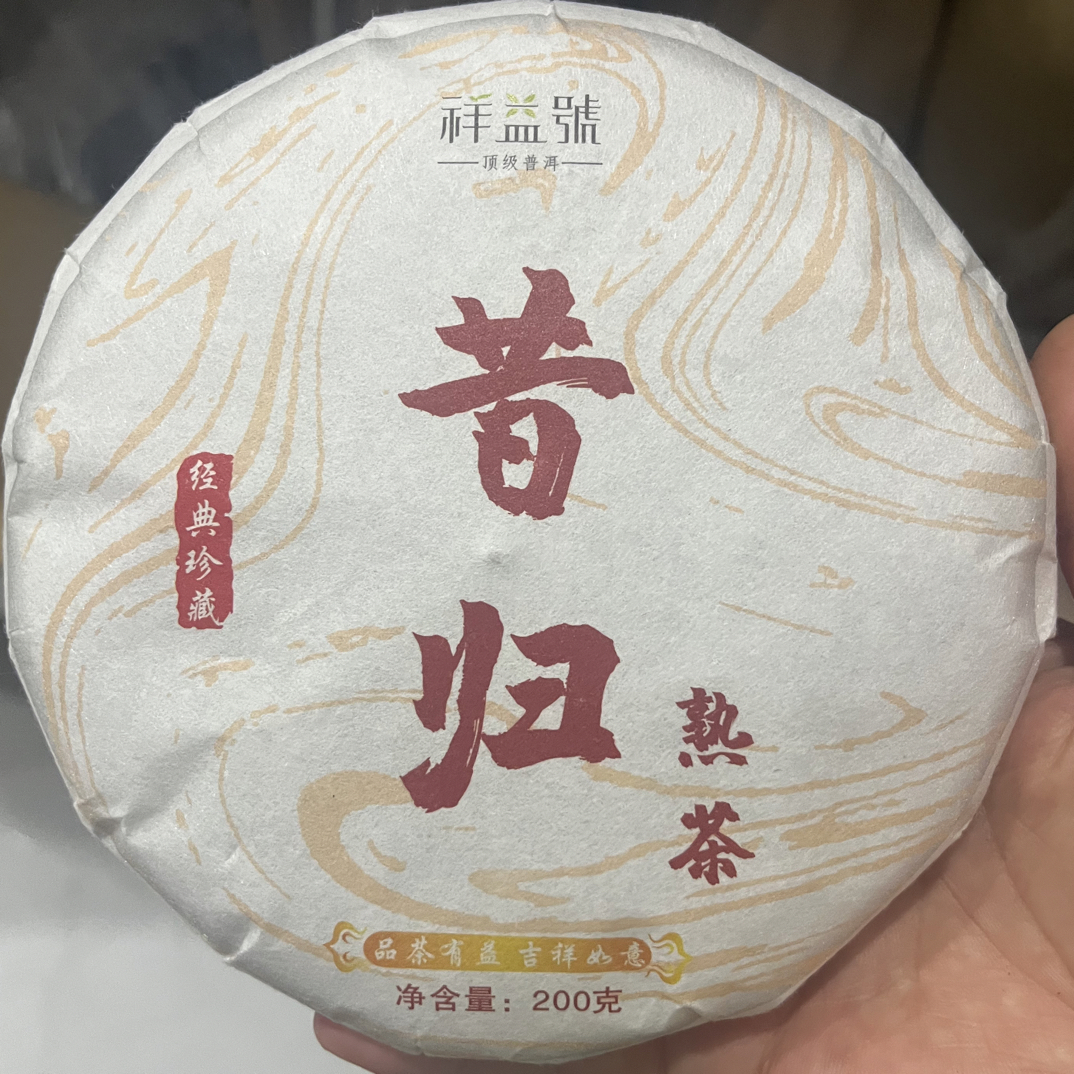 祥益號
顶级普洱
昔归
经典珍藏
熟茶
品茶有益 吉祥如意
净含量：200克